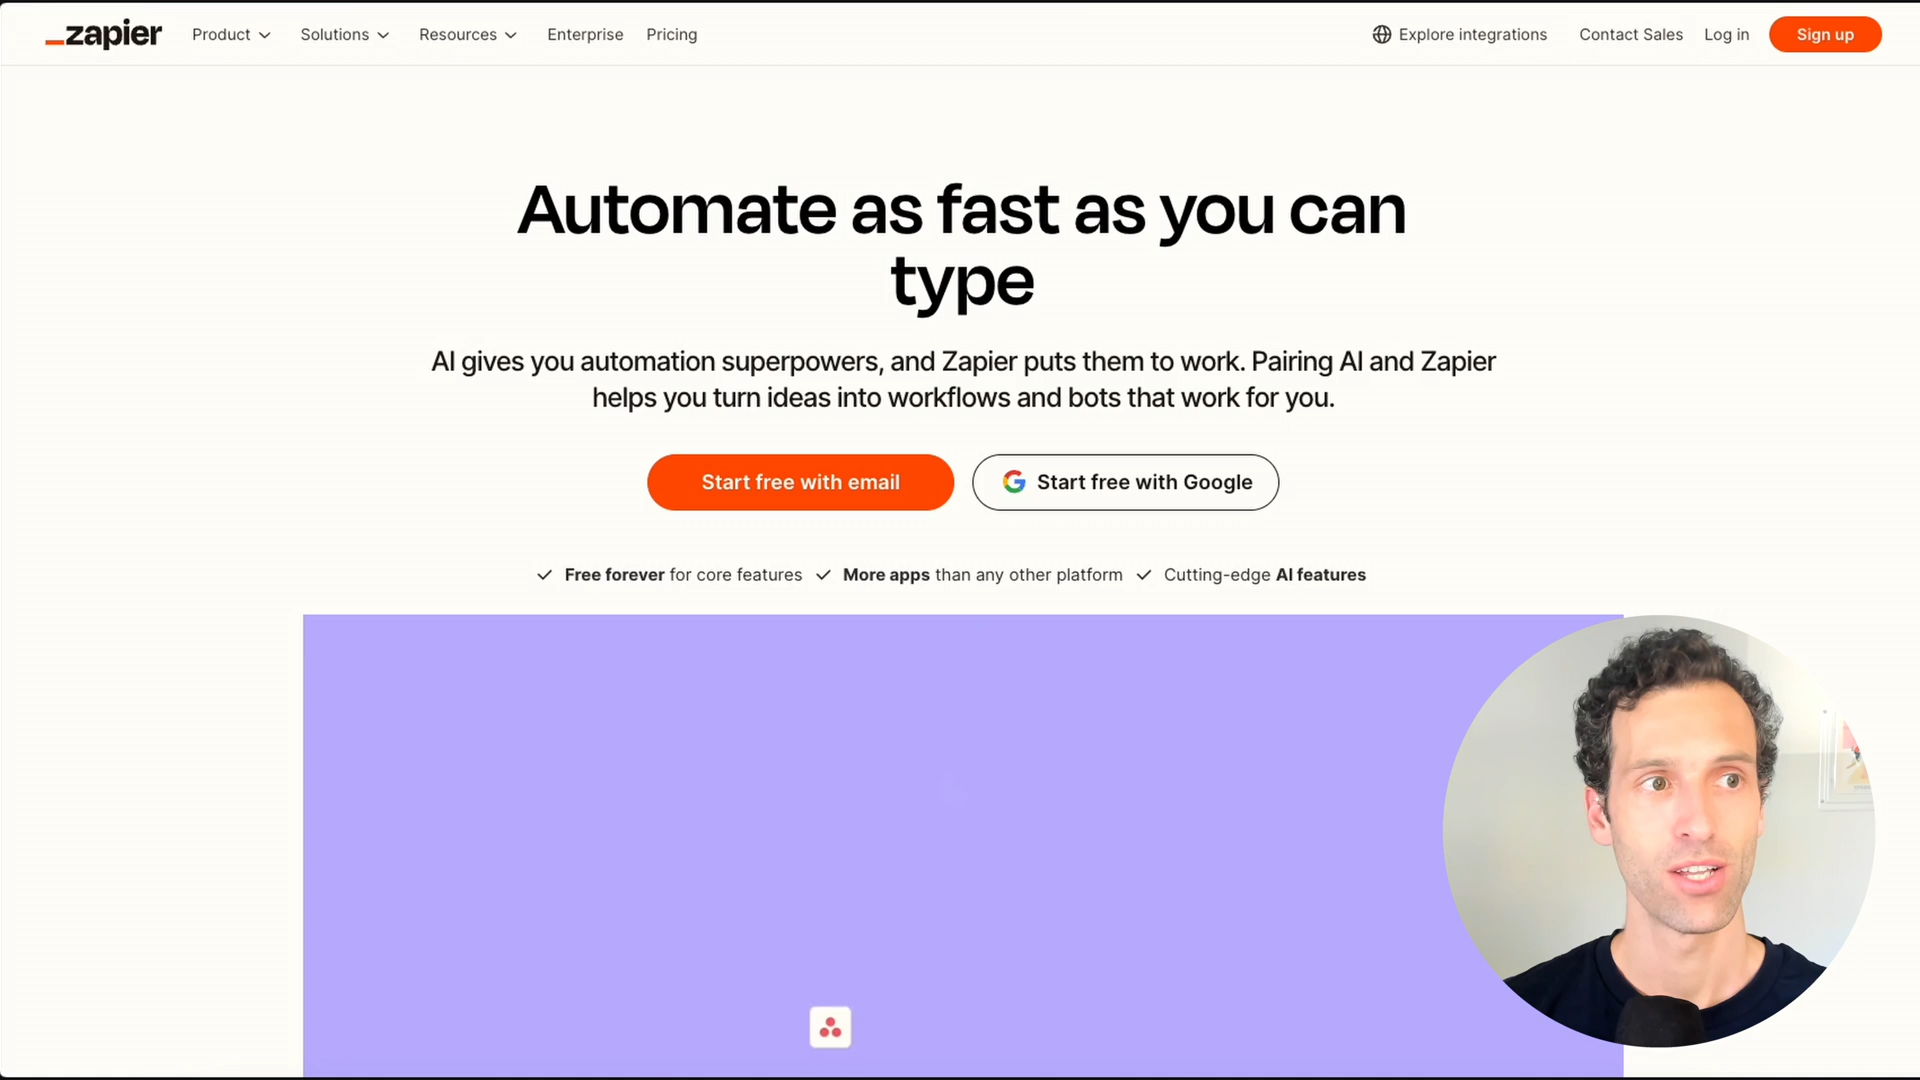 zapier
Product
Solutions
Resources
Enterprise
Pricing
Explore integrations
Contact Sales
Log in
Sign up
Automate as fast as you can
type
AI gives you automation superpowers, and Zapier puts them to work. Pairing AI and Zapier
helps you turn ideas into workflows and bots that work for you.
Start free with email
Start free with Google
Free forever for core features
More apps than any other platform
Cutting-edge AI features